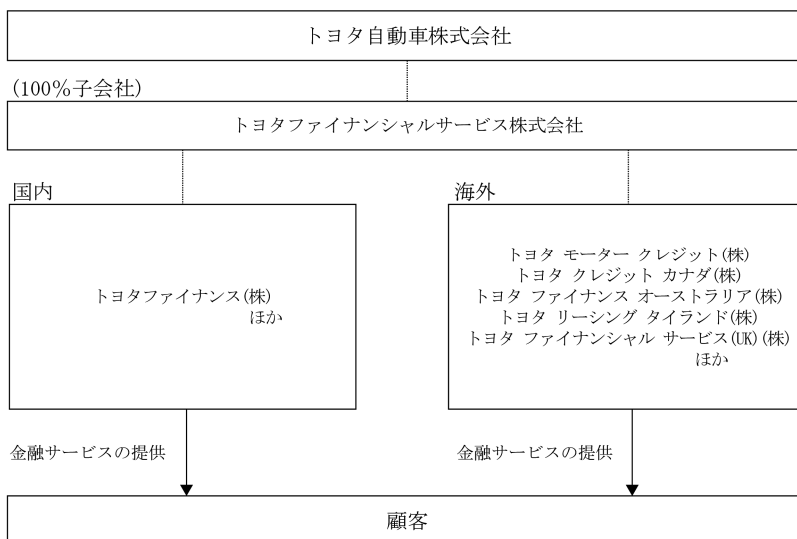 トヨタ自動車株式会社
(100%子会社)
トヨタファイナンシャルサービス株式会社
国内
トヨタファイナンス(株)
ほか
海外
トヨタ モーター クレジット(株)
トヨタ クレジット カナダ(株)
トヨタ ファイナンス オーストラリア(株)
トヨタ リーシング タイランド(株)
トヨタ ファイナンシャル サービス(UK)(株)
ほか
金融サービスの提供
金融サービスの提供
顧客